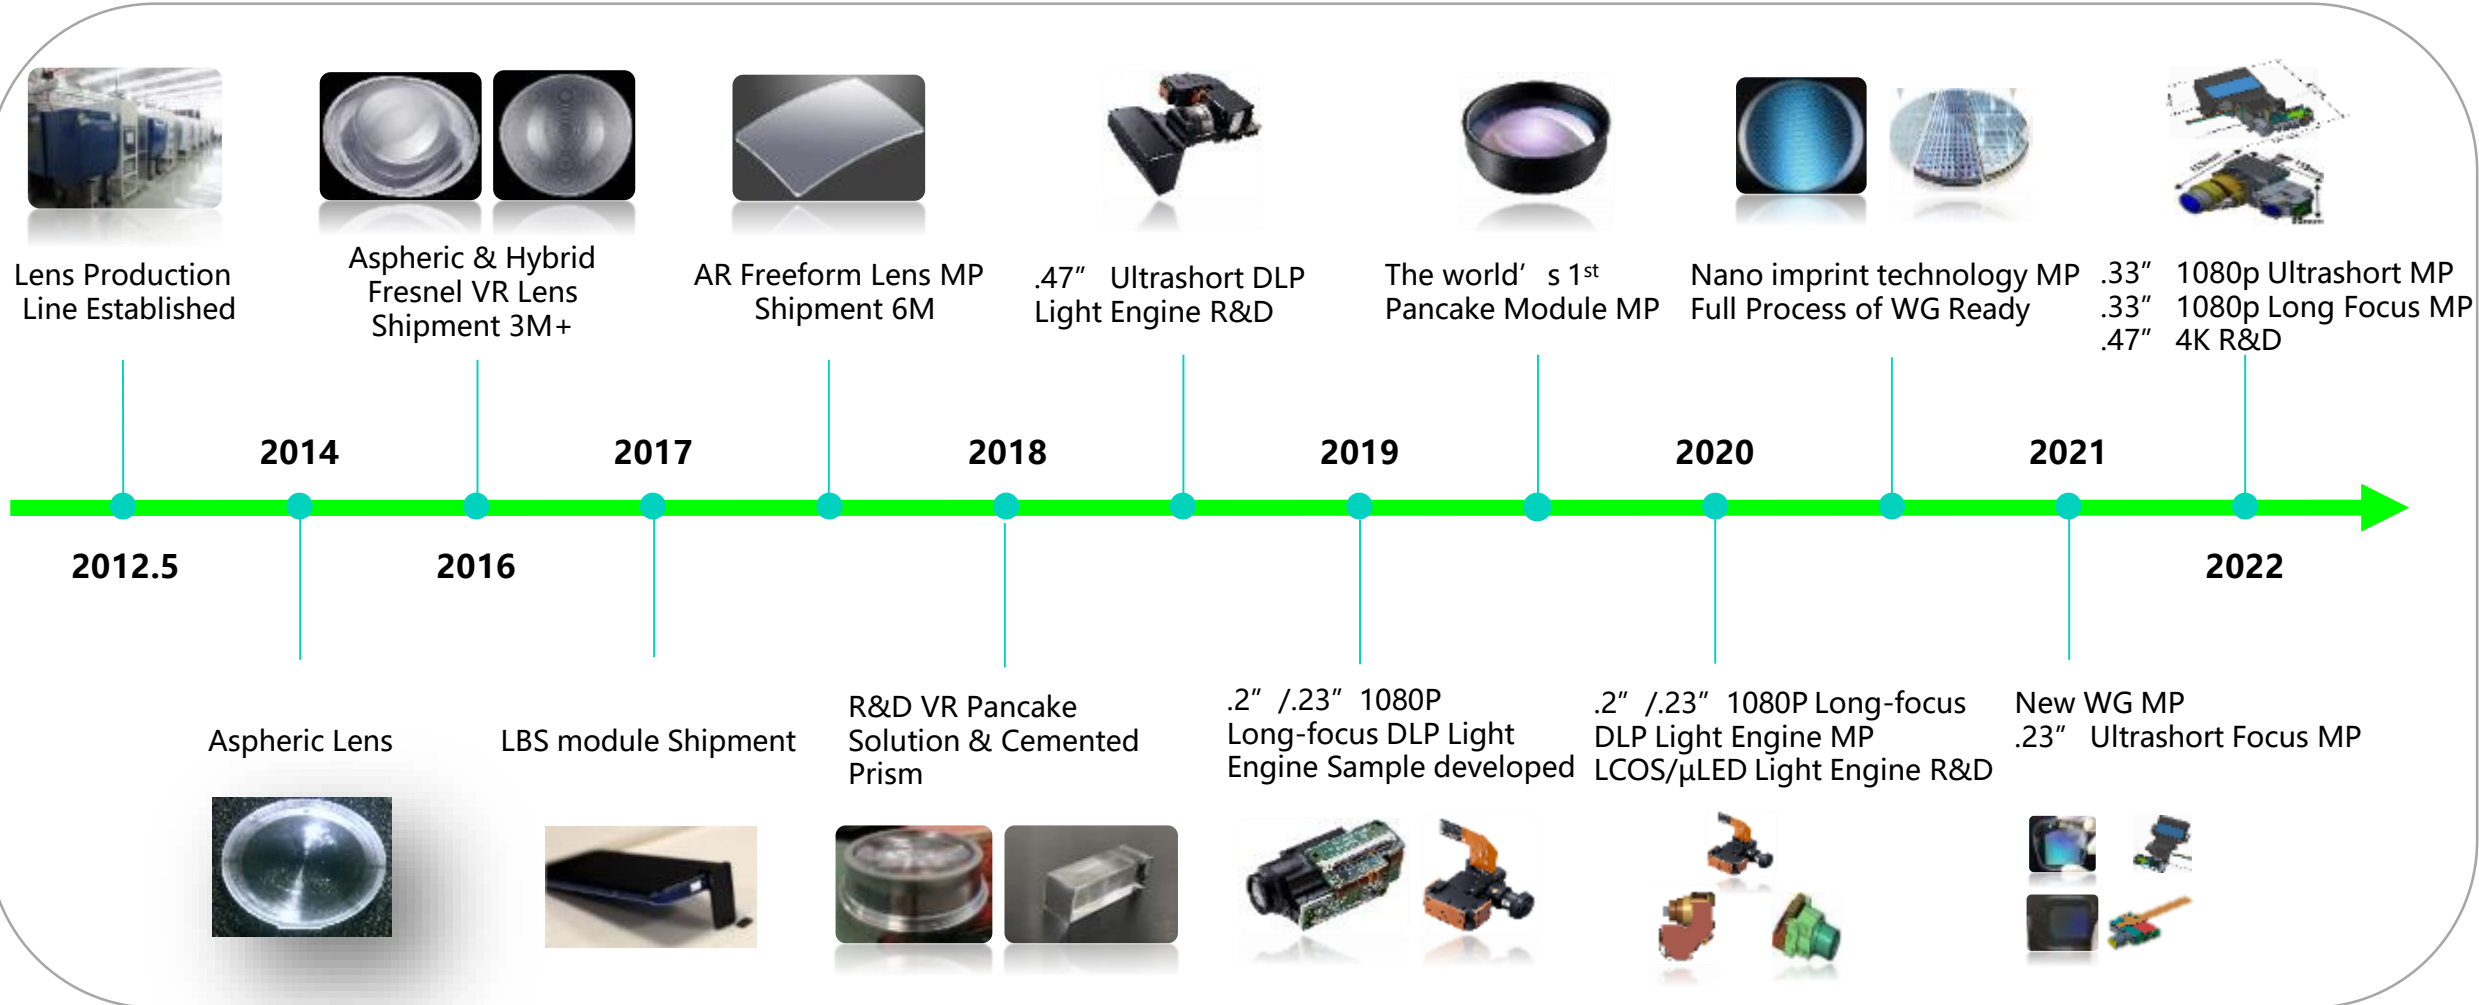 Lens Production
Line Established
Aspheric & Hybrid
Fresnel VR Lens
Shipment 3M+
AR Freeform Lens MP
Shipment 6M
.47” Ultrashort DLP
Light Engine R&D
The world’s 1st
Pancake Module MP
Nano imprint technology MP
Full Process of WG Ready
.33” 1080p Ultrashort MP
.33” 1080p Long Focus MP
.47” 4K R&D
2014
2017
2018
2019
2020
2021
2012.5
2016
2022
Aspheric Lens
LBS module Shipment
R&D VR Pancake
Solution & Cemented
Prism
.2” /.23” 1080P
Long-focus DLP Light
Engine Sample developed
.2” /.23” 1080P Long-focus
DLP Light Engine MP
LCOS/μLED Light Engine R&D
New WG MP
.23” Ultrashort Focus MP